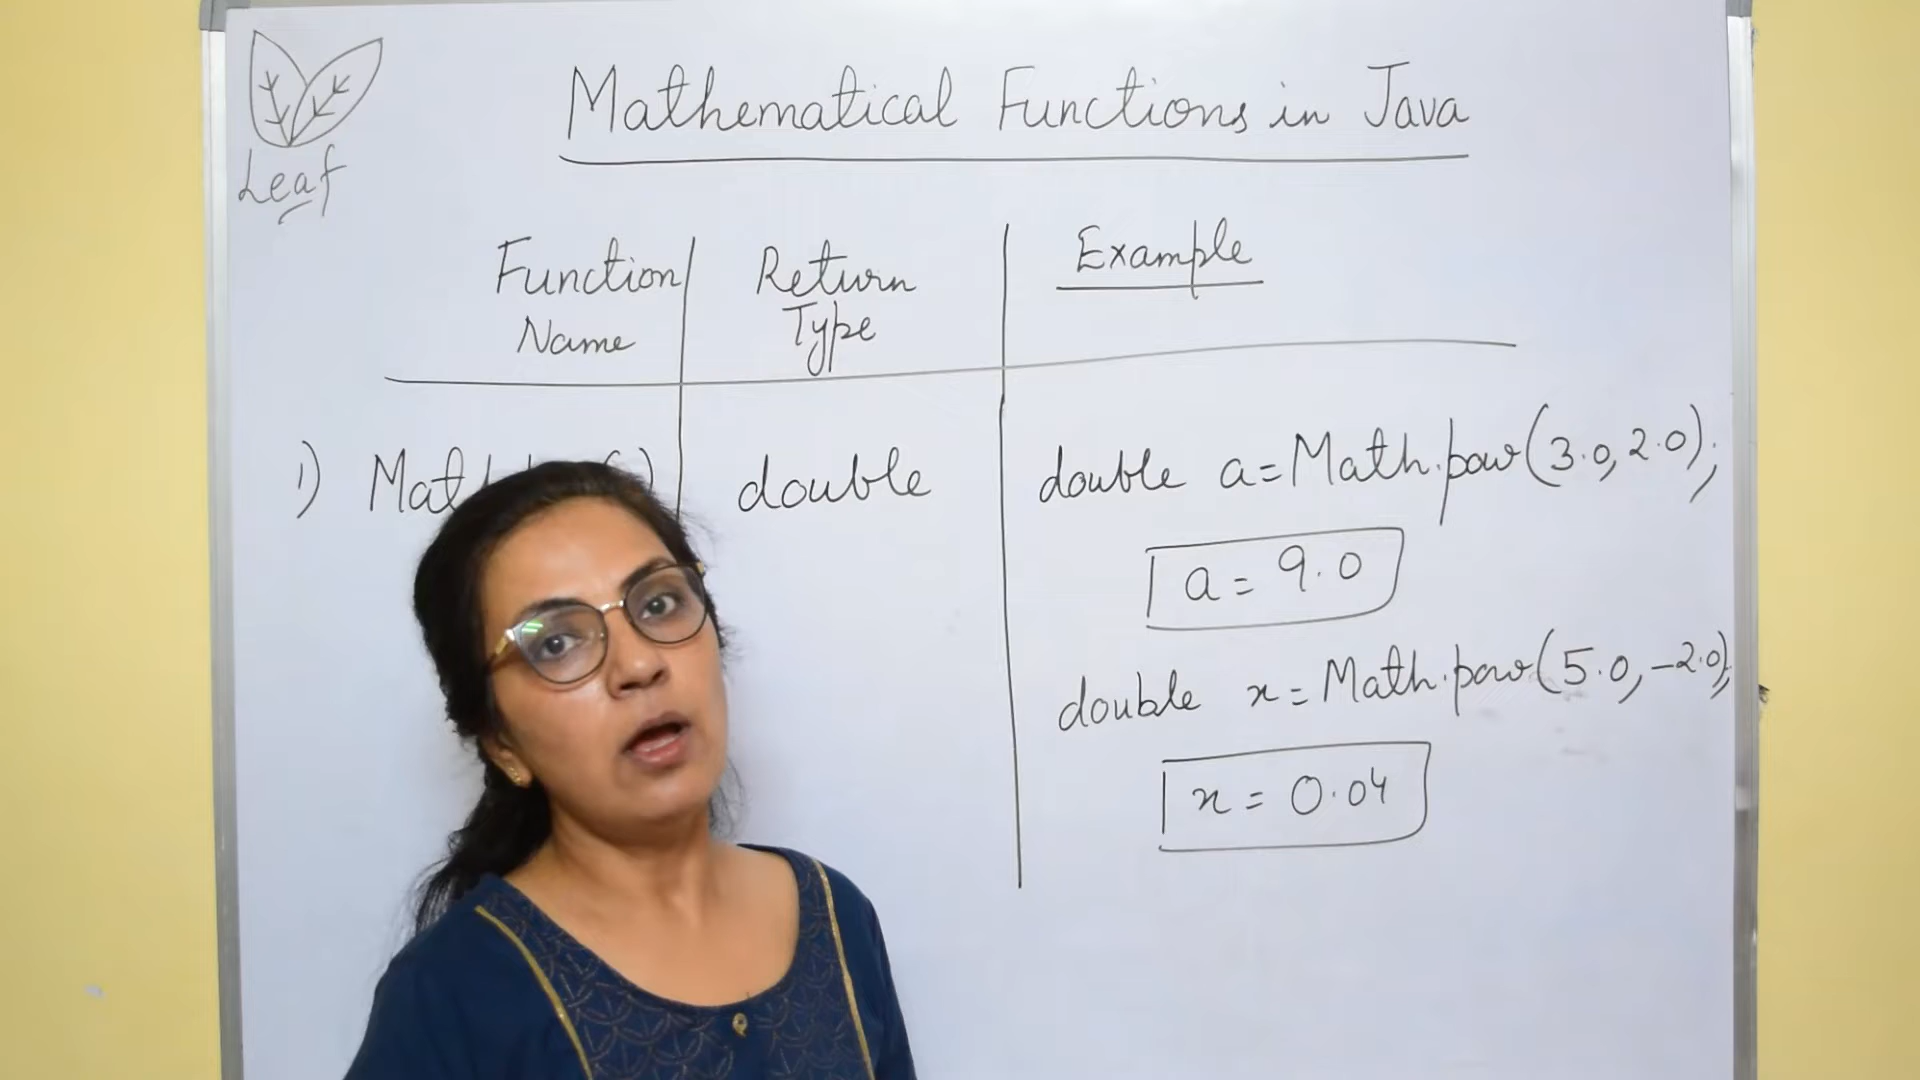 Leaf
Mathematical Functions in Java
Function Name
Return Type
Example
1)
double
double a = Math.pow(3.0, 2.0);
a = 9.0
double x = Math.pow(5.0, -2.0);
x = 0.04